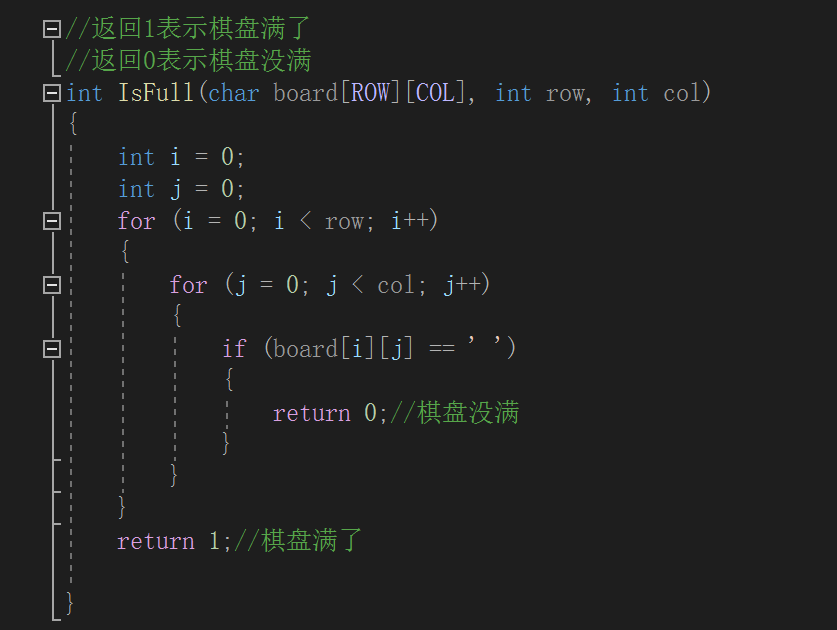 //返回1表示棋盘满了
//返回0表示棋盘没满
int IsFull(char board[ROW][COL], int row, int col)
{
    int i = 0;
    int j = 0;
    for (i = 0; i < row; i++)
    {
        for (j = 0; j < col; j++)
        {
            if (board[i][j] == ' ')
            {
                return 0;//棋盘没满
            }
        }
    }
    return 1;//棋盘满了
}